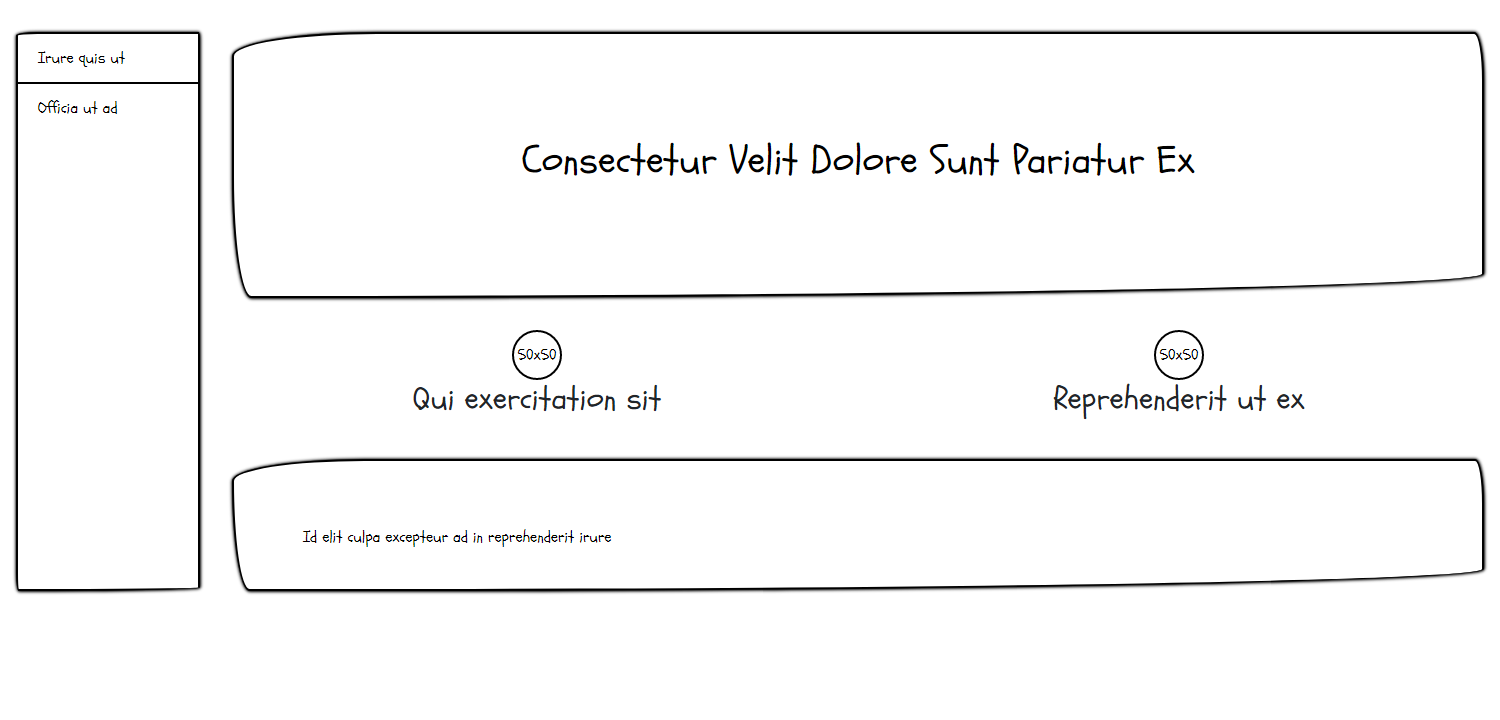 Irure quis ut
Officia ut ad
Consectetur Velit Dolore Sunt Pariatur Ex
50x50
Qui exercitation sit
50x50
Reprehenderit ut ex
Id elit culpa excepteur ad in reprehenderit irure